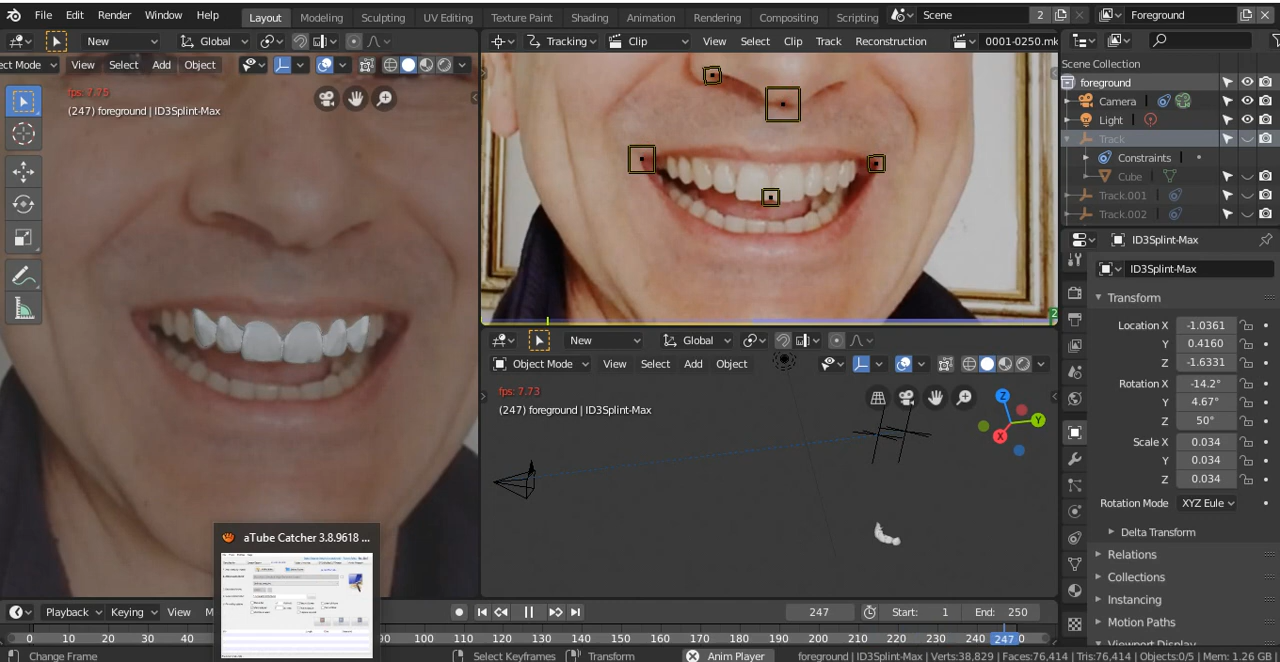 File Edit Render Window Help Layout Modeling Sculpting UV Editing Texture Paint Shading Animation Rendering Compositing Scripting Scene 2 Foreground
New Global Tracking Clip View Select Clip Track Reconstruction 0001-0250.mk
ect Mode View Select Add Object
fps: 7.75
(247) foreground | ID3Splint-Max
Scene Collection
foreground
Camera
Light
Track
Constraints
Cube
Track.001
Track.002
2
ID3Splint-Max
ID3Splint-Max
Transform
Location X -1.0361
Y 0.4160
Z -1.6331
Rotation X -14.2°
Y 4.67°
Z 50°
Scale X 0.034
Y 0.034
Z 0.034
Rotation Mode XYZ Eule
Delta Transform
Relations
Collections
Instancing
Motion Paths
Viewport Display
New Global
Object Mode View Select Add Object
fps: 7.73
(247) foreground | ID3Splint-Max
Z
Y
X
aTube Catcher 3.8.9618 ...
Playback Keying View M 247 Start: 1 End: 250
0 10 20 30 40 90 100 110 120 130 140 150 160 170 180 190 200 210 220 230 240 247 0
Change Frame Select Keyframes Transform Anim Player foreground | ID3Splint-Max | Verts:38,829 | Faces:76,414 | Tris:76,414 | Objects:0/5 | Mem: 1.26 GB |